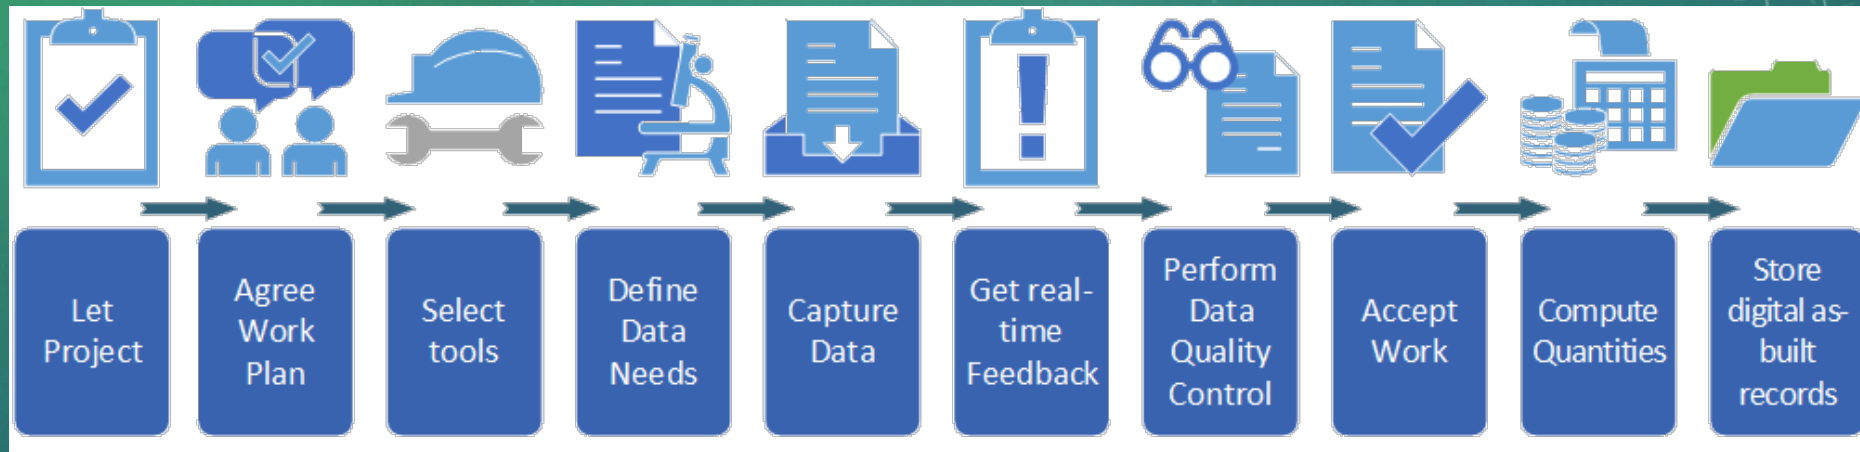 Let
Project
Agree
Work
Plan
Select
tools
Define
Data
Needs
Capture
Data
Get real-
time
Feedback
Perform
Data
Quality
Control
Accept
Work
Compute
Quantities
Store
digital as-
built
records